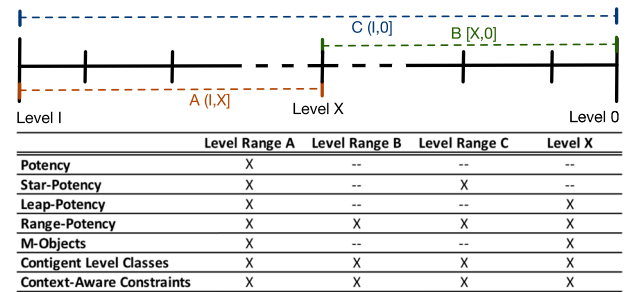 C (I,0]
B [X,0]
A (I,X]
Level I
Level X
Level 0
Level Range A Level Range B Level Range C Level X
Potency X -- -- --
Star-Potency X -- X --
Leap-Potency X -- -- X
Range-Potency X X X X
M-Objects X -- -- X
Contigent Level Classes X X X X
Context-Aware Constraints X X X X